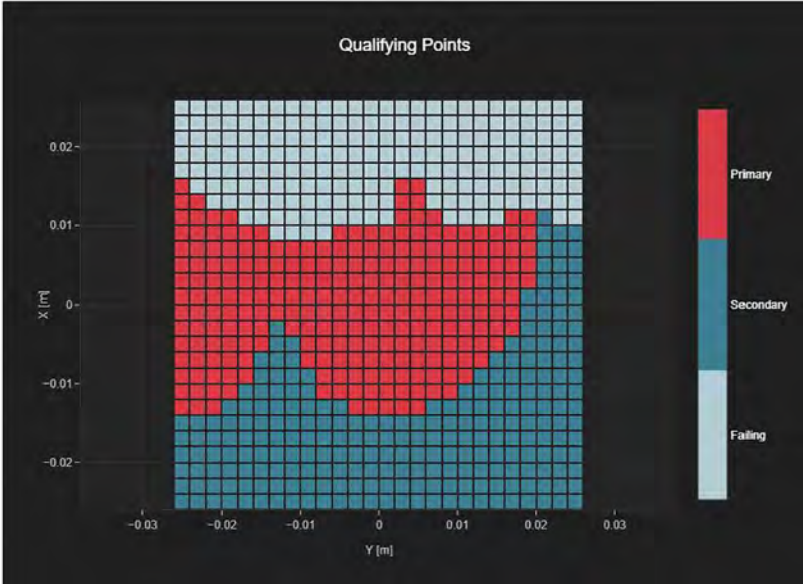 Qualifying Points
0.02
0.01
0
−0.01
−0.02
X [m]
−0.03
−0.02
−0.01
0
0.01
0.02
0.03
Y [m]
Primary
Secondary
Failing